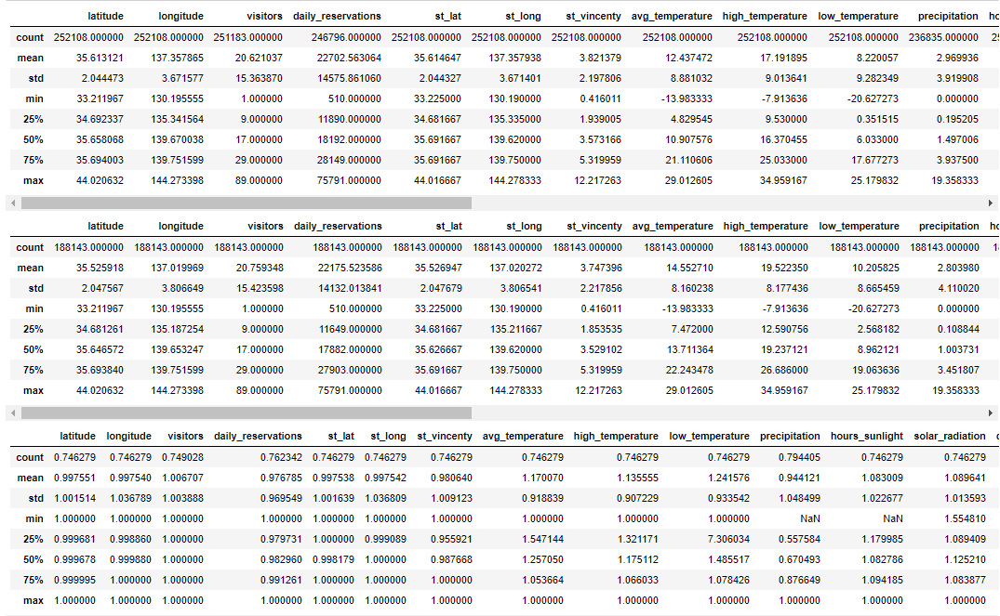 latitude longitude visitors daily_reservations st_lat st_long st_vincenty avg_temperature high_temperature low_temperature precipitation
count 252108.000000 252108.000000 251183.000000 246796.000000 252108.000000 252108.000000 252108.000000 252108.000000 252108.000000 252108.000000 236835.000000
mean 35.613121 137.357865 20.621037 22702.563064 35.614647 137.357938 3.821379 12.437472 17.191895 8.220057 2.969936
std 2.044473 3.671577 15.363870 14575.861060 2.044327 3.671401 2.197806 8.881032 9.013641 9.282349 3.919908
min 33.211967 130.195555 1.000000 510.000000 33.225000 130.190000 0.416011 -13.983333 -7.913636 -20.627273 0.000000
25% 34.692337 135.341564 9.000000 11890.000000 34.681667 135.335000 1.939005 4.829545 9.530000 0.351515 0.195205
50% 35.658068 139.670038 17.000000 18192.000000 35.691667 139.620000 3.573166 10.907576 16.370455 6.033000 1.497006
75% 35.694003 139.751599 29.000000 28149.000000 35.691667 139.750000 5.319959 21.110606 25.033000 17.677273 3.937500
max 44.020632 144.273398 89.000000 75791.000000 44.016667 144.278333 12.217263 29.012605 34.959167 25.179832 19.358333
latitude longitude visitors daily_reservations st_lat st_long st_vincenty avg_temperature high_temperature low_temperature precipitation
count 188143.000000 188143.000000 188143.000000 188143.000000 188143.000000 188143.000000 188143.000000 188143.000000 188143.000000 188143.000000 188143.000000
mean 35.525918 137.019969 20.759348 22175.523586 35.526947 137.020272 3.747396 14.552710 19.522350 10.205825 2.803980
std 2.047567 3.806649 15.423598 14132.013841 2.047679 3.806541 2.217856 8.160238 8.177436 8.665459 4.110020
min 33.211967 130.195555 1.000000 510.000000 33.225000 130.190000 0.416011 -13.983333 -7.913636 -20.627273 0.000000
25% 34.681261 135.187254 9.000000 11649.000000 34.681667 135.211667 1.853535 7.472000 12.590756 2.568182 0.108844
50% 35.646572 139.653247 17.000000 17882.000000 35.626667 139.620000 3.529102 13.711364 19.237121 8.962121 1.003731
75% 35.693840 139.751599 29.000000 27903.000000 35.691667 139.750000 5.319959 22.243478 26.686000 19.063636 3.451807
max 44.020632 144.273398 89.000000 75791.000000 44.016667 144.278333 12.217263 29.012605 34.959167 25.179832 19.358333
latitude longitude visitors daily_reservations st_lat st_long st_vincenty avg_temperature high_temperature low_temperature precipitation hours_sunlight solar_radiation
count 0.746279 0.746279 0.749028 0.762342 0.746279 0.746279 0.746279 0.746279 0.746279 0.746279 0.794405 0.746279 0.746279
mean 0.997551 0.997540 1.006707 0.976785 0.997538 0.997542 0.980640 1.170070 1.135555 1.241576 0.944121 1.083009 1.089641
std 1.001514 1.036789 1.003888 0.969549 1.001639 1.036809 1.009123 0.918839 0.907229 0.933542 1.048499 1.022677 1.013593
min 1.000000 1.000000 1.000000 1.000000 1.000000 1.000000 1.000000 1.000000 1.000000 1.000000 NaN NaN 1.554810
25% 0.999681 0.998860 1.000000 0.979731 1.000000 0.999089 0.955921 1.547144 1.321171 7.306034 0.557584 1.179985 1.089409
50% 0.999678 0.999880 1.000000 0.982960 0.998179 1.000000 0.987668 1.257050 1.175112 1.485517 0.670493 1.082786 1.125210
75% 0.999995 1.000000 1.000000 0.991261 1.000000 1.000000 1.000000 1.053664 1.066033 1.078426 0.876649 1.094185 1.083877
max 1.000000 1.000000 1.000000 1.000000 1.000000 1.000000 1.000000 1.000000 1.000000 1.000000 1.000000 1.000000 1.000000